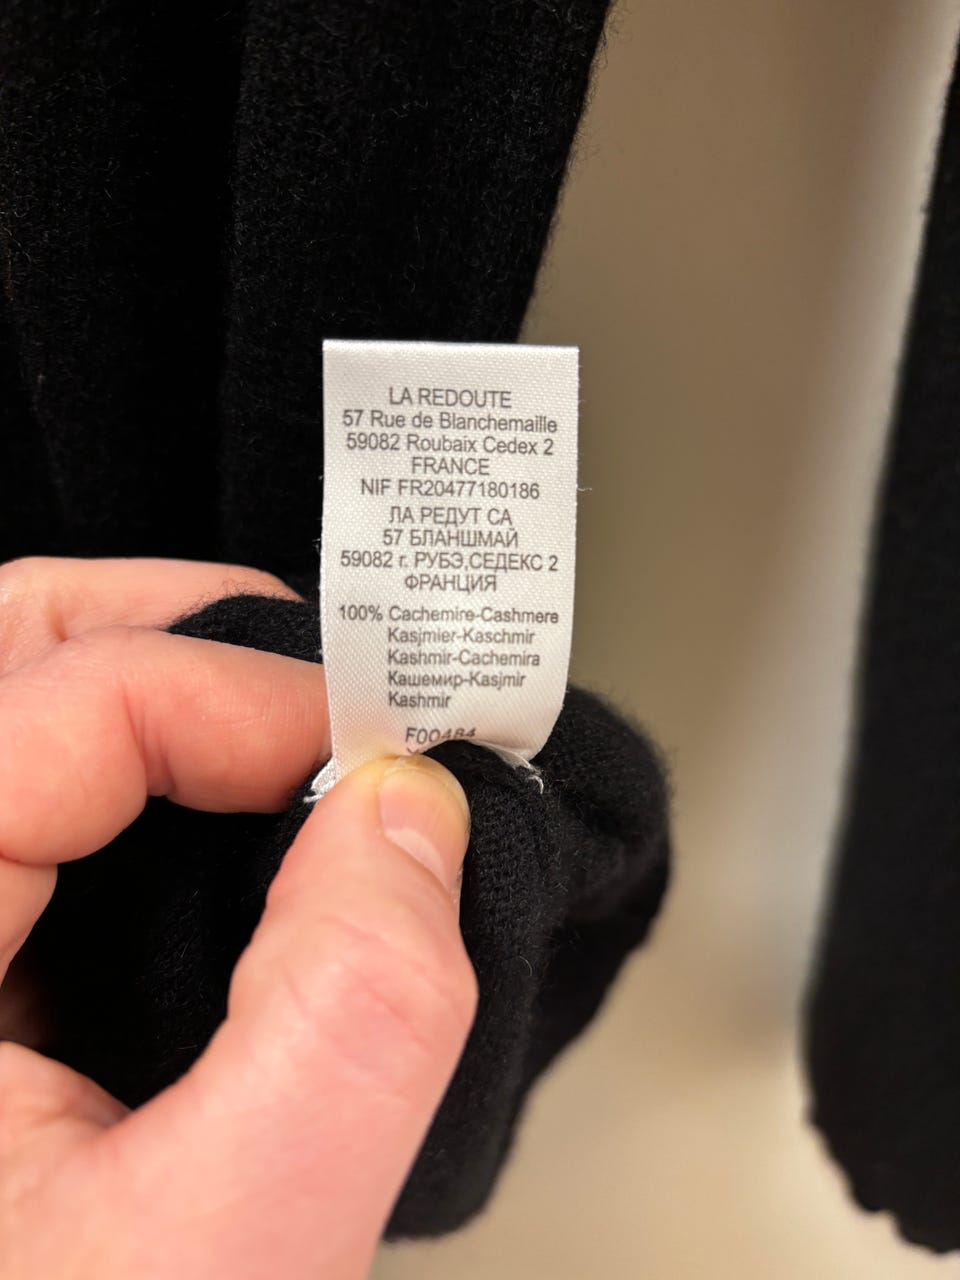 LA REDOUTE
57 Rue de Blanchemaille
59082 Roubaix Cedex 2
FRANCE
NIF FR20477180186
ЛА РЕДУТ СА
57 БЛАНШМАЙ
59082 г. РУБЭ,СЕДЕКС 2
ФРАНЦИЯ
100% Cachemire-Cashmere
Kasjmier-Kaschmir
Kashmir-Cachemira
Кашемир-Kasjmir
Kashmir
F00484